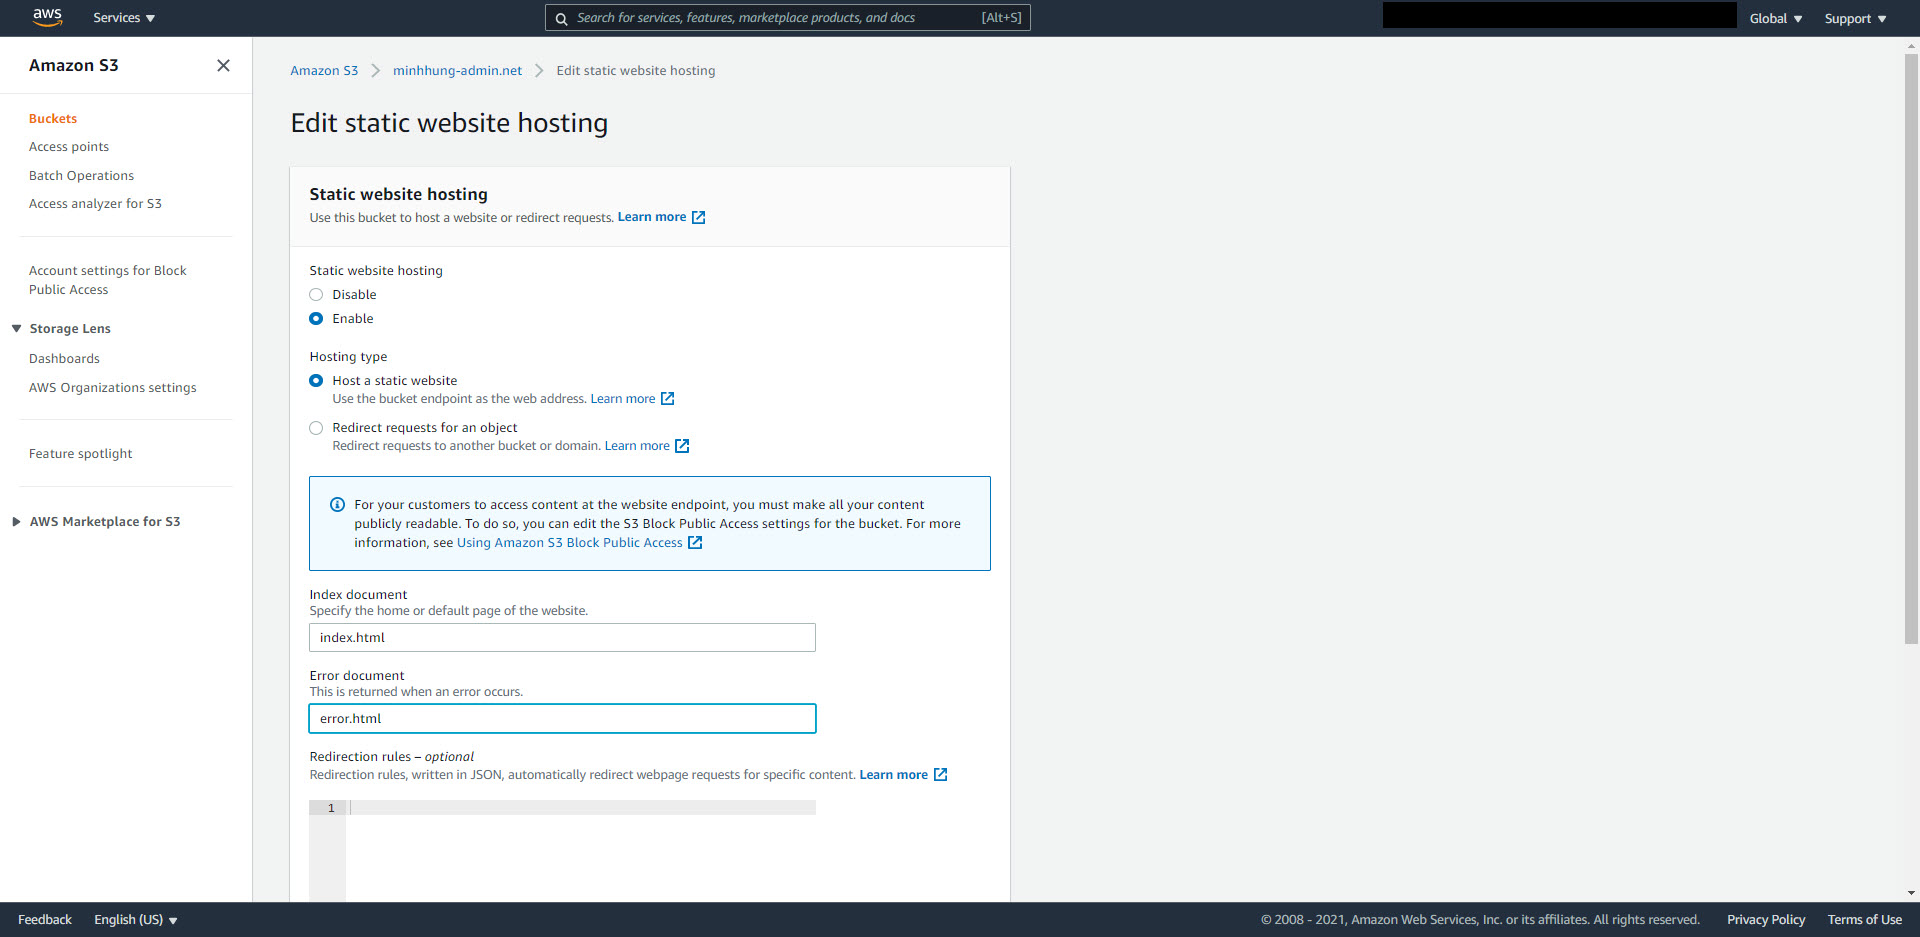 aws
Services
Search for services, features, marketplace products, and docs
[Alt+S]
Global
Support
Amazon S3
Buckets
Access points
Batch Operations
Access analyzer for S3
Account settings for Block
Public Access
Storage Lens
Dashboards
AWS Organizations settings
Feature spotlight
AWS Marketplace for S3
Amazon S3
minhhung-admin.net
Edit static website hosting
Edit static website hosting
Static website hosting
Use this bucket to host a website or redirect requests. Learn more
Static website hosting
Disable
Enable
Hosting type
Host a static website
Use the bucket endpoint as the web address. Learn more
Redirect requests for an object
Redirect requests to another bucket or domain. Learn more
For your customers to access content at the website endpoint, you must make all your content
publicly readable. To do so, you can edit the S3 Block Public Access settings for the bucket. For more
information, see Using Amazon S3 Block Public Access
Index document
Specify the home or default page of the website.
index.html
Error document
This is returned when an error occurs.
error.html
Redirection rules – optional
Redirection rules, written in JSON, automatically redirect webpage requests for specific content. Learn more
1
Feedback
English (US)
© 2008 - 2021, Amazon Web Services, Inc. or its affiliates. All rights reserved.
Privacy Policy
Terms of Use